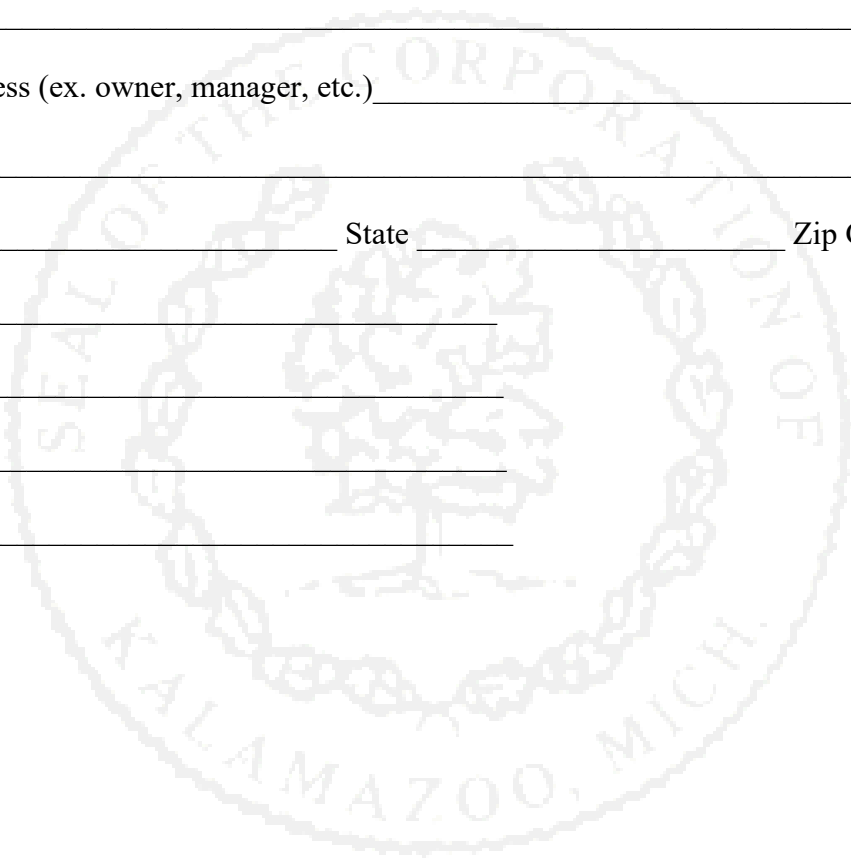 ess (ex. owner, manager, etc.)
State Zip
SEAL OF THE CORPORATION OF
KALAMAZOO, MICH.